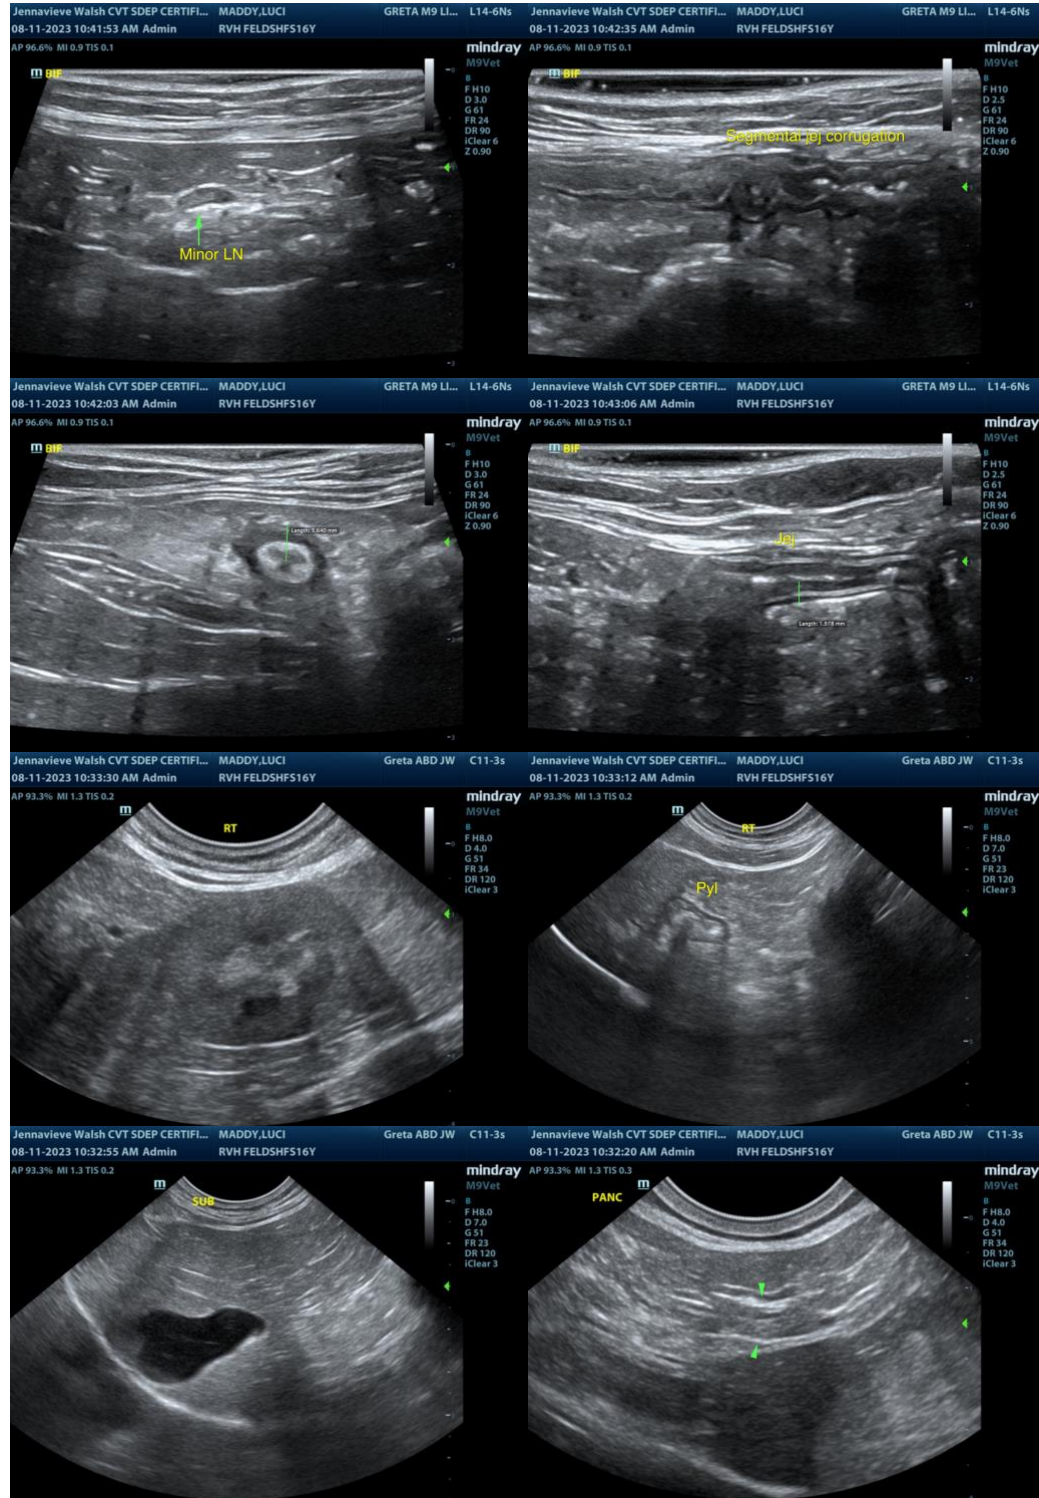 Jennavieve Walsh CVT SDEP CERTIFI... MADDY,LUCI GRETA M9 LI... L14-6Ns
08-11-2023 10:41:53 AM Admin RVH FELDSHFS16Y
AP 96.6% MI 0.9 TIS 0.1 mindray
M9Vet
m BIF
B
F H10
D 3.0
G 61
FR 24
DR 90
iClear 6
Z 0.90
Minor LN
Jennavieve Walsh CVT SDEP CERTIFI... MADDY,LUCI GRETA M9 LI... L14-6Ns
08-11-2023 10:42:35 AM Admin RVH FELDSHFS16Y
AP 96.6% MI 0.9 TIS 0.1 mindray
M9Vet
m BIF
B
F H10
D 2.5
G 61
FR 24
DR 90
iClear 6
Z 0.90
Segmental jej corrugation
Jennavieve Walsh CVT SDEP CERTIFI... MADDY,LUCI GRETA M9 LI... L14-6Ns
08-11-2023 10:42:03 AM Admin RVH FELDSHFS16Y
AP 96.6% MI 0.9 TIS 0.1 mindray
M9Vet
m BIF
B
F H10
D 3.0
G 61
FR 24
DR 90
iClear 6
Z 0.90
Length:
Jennavieve Walsh CVT SDEP CERTIFI... MADDY,LUCI GRETA M9 LI... L14-6Ns
08-11-2023 10:43:06 AM Admin RVH FELDSHFS16Y
AP 96.6% MI 0.9 TIS 0.1 mindray
M9Vet
m BIF
B
F H10
D 2.5
G 61
FR 24
DR 90
iClear 6
Z 0.90
Jej
Length:
Jennavieve Walsh CVT SDEP CERTIFI... MADDY,LUCI Greta ABD JW C11-3s
08-11-2023 10:33:30 AM Admin RVH FELDSHFS16Y
AP 93.3% MI 1.3 TIS 0.2 mindray
M9Vet
m
RT
B
F H8.0
D 4.0
G 51
FR 34
DR 120
iClear 3
Jennavieve Walsh CVT SDEP CERTIFI... MADDY,LUCI Greta ABD JW C11-3s
08-11-2023 10:33:12 AM Admin RVH FELDSHFS16Y
AP 93.3% MI 1.3 TIS 0.2 mindray
M9Vet
m
RT
B
F H8.0
D 7.0
G 51
FR 23
DR 120
iClear 3
Pyl
Jennavieve Walsh CVT SDEP CERTIFI... MADDY,LUCI Greta ABD JW C11-3s
08-11-2023 10:32:55 AM Admin RVH FELDSHFS16Y
AP 93.3% MI 1.3 TIS 0.2 mindray
M9Vet
m
SUB
B
F H8.0
D 7.0
G 51
FR 23
DR 120
iClear 3
Jennavieve Walsh CVT SDEP CERTIFI... MADDY,LUCI Greta ABD JW C11-3s
08-11-2023 10:32:20 AM Admin RVH FELDSHFS16Y
AP 93.3% MI 1.3 TIS 0.3 mindray
M9Vet
PANC m
B
F H8.0
D 4.0
G 51
FR 34
DR 120
iClear 3